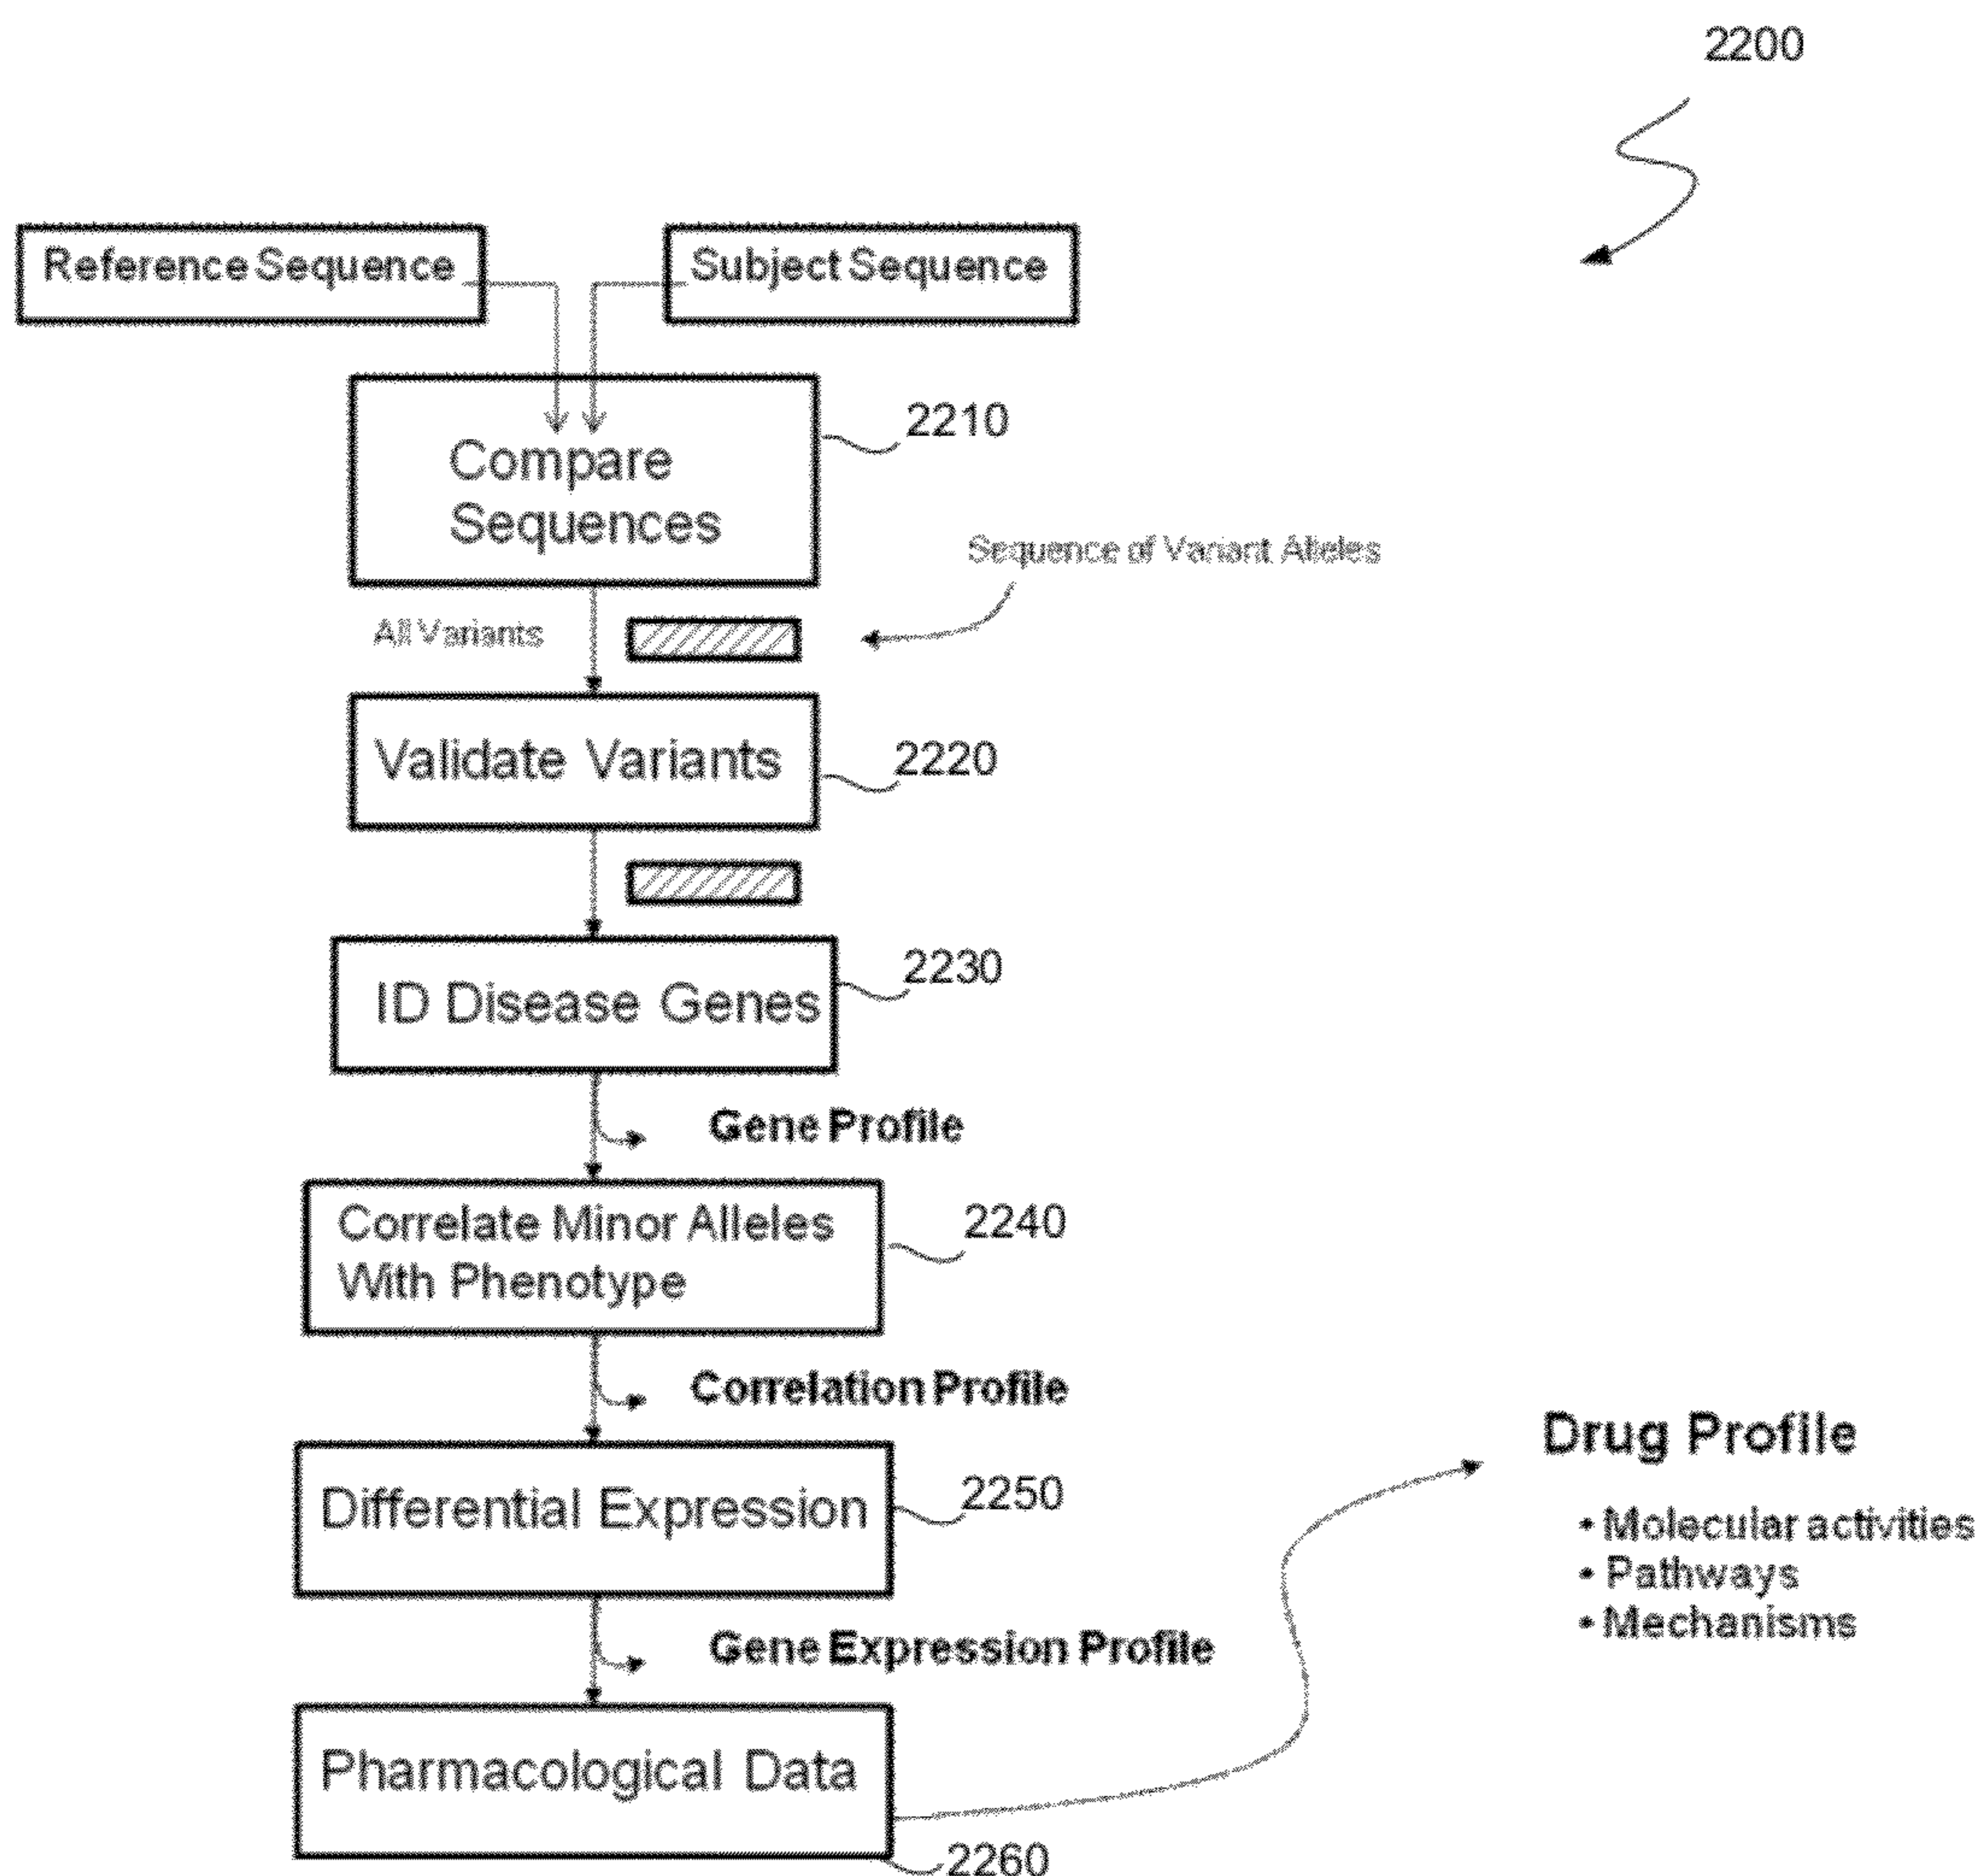 2200
Reference Sequence
Subject Sequence
Compare
Sequences
2210
Sequence of Variant Alleles
All Variants
Validate Variants
2220
ID Disease Genes
2230
Gene Profile
Correlate Minor Alleles
With Phenotype
2240
Correlation Profile
Differential Expression
2250
Gene Expression Profile
Pharmacological Data
2260
Drug Profile
• Molecular activities
• Pathways
• Mechanisms